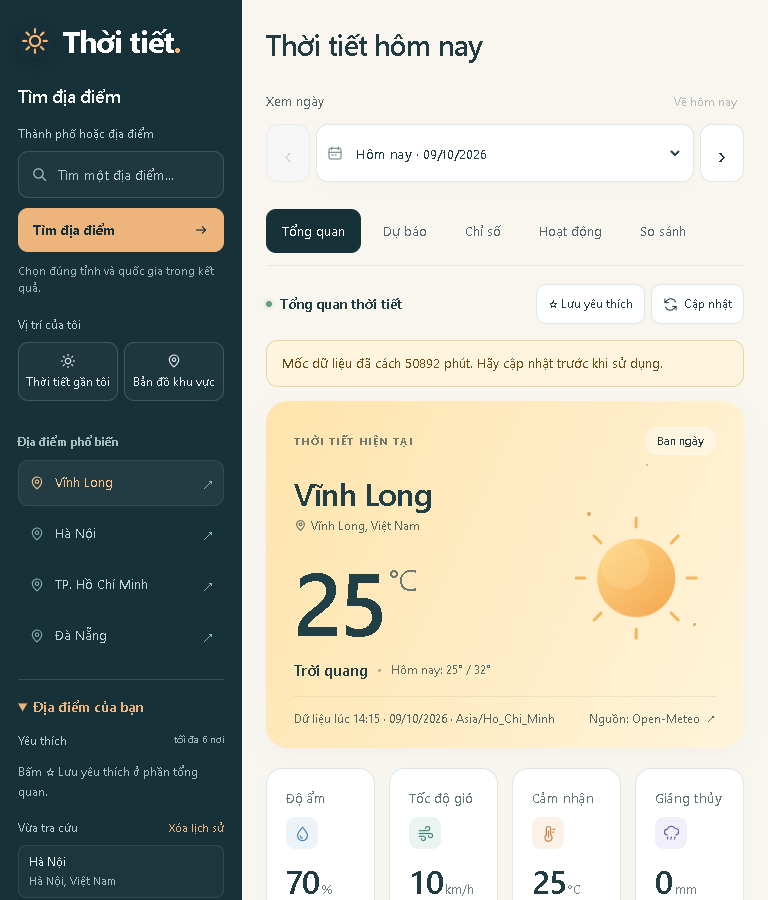 Thời tiết.
Tìm địa điểm
Thành phố hoặc địa điểm
Tìm một địa điểm...
Tìm địa điểm →
Chọn đúng tỉnh và quốc gia trong kết
quả.
Vị trí của tôi
Thời tiết gần tôi
Bản đồ khu vực
Địa điểm phổ biến
Vĩnh Long ↗
Hà Nội ↗
TP. Hồ Chí Minh ↗
Đà Nẵng ↗
▼ Địa điểm của bạn
Yêu thích tối đa 6 nơi
Bấm ☆ Lưu yêu thích ở phần tổng
quan.
Vừa tra cứu Xóa lịch sử
Hà Nội
Hà Nội, Việt Nam
Thời tiết hôm nay
Xem ngày Về hôm nay
‹ Hôm nay · 09/10/2026 ›
Tổng quan Dự báo Chỉ số Hoạt động So sánh
Tổng quan thời tiết ☆ Lưu yêu thích Cập nhật
Mốc dữ liệu đã cách 50892 phút. Hãy cập nhật trước khi sử dụng.
THỜI TIẾT HIỆN TẠI Ban ngày
Vĩnh Long
Vĩnh Long, Việt Nam
25°C
Trời quang • Hôm nay: 25° / 32°
Dữ liệu lúc 14:15 · 09/10/2026 · Asia/Ho_Chi_Minh Nguồn: Open-Meteo ↗
Độ ẩm Tốc độ gió Cảm nhận Giáng thủy
70% 10km/h 25°C 0mm